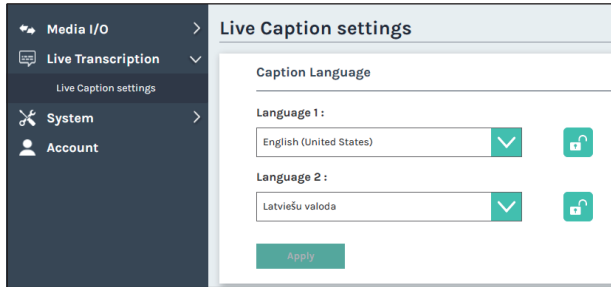 Media I/O
Live Transcription
Live Caption settings
System
Account
Live Caption settings
Caption Language
Language 1 :
English (United States)
Language 2 :
Latviešu valoda
Apply